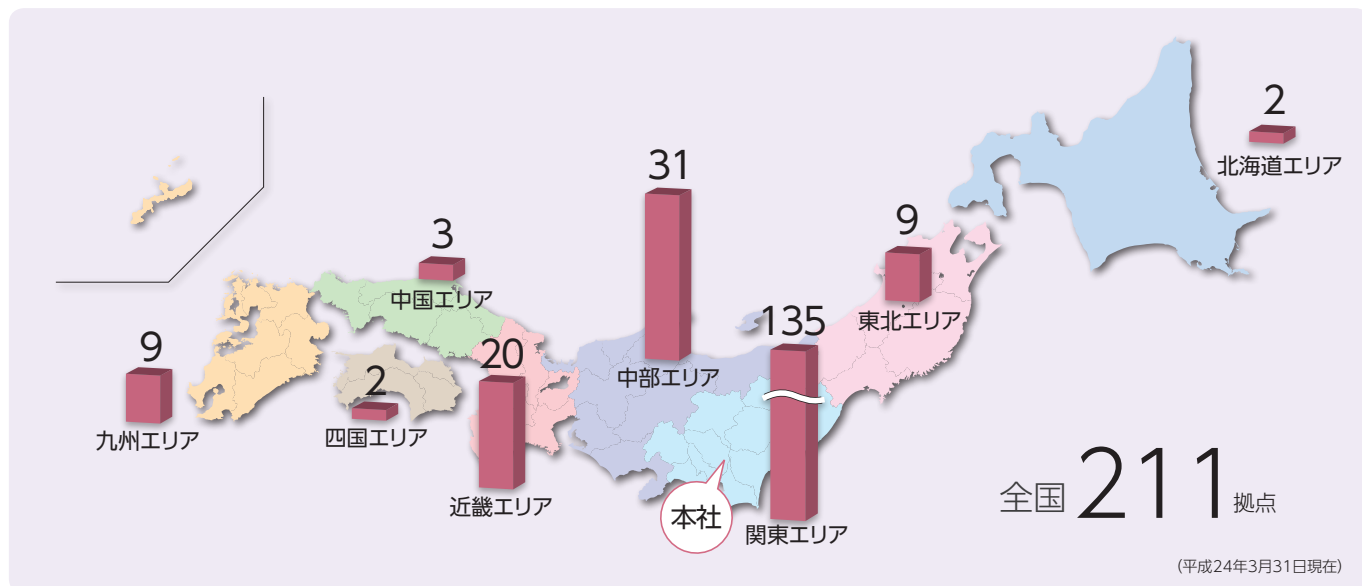 2
北海道エリア
31
9
3
中国エリア
東北エリア
135
9
20
中部エリア
2
九州エリア
四国エリア
近畿エリア
本社
関東エリア
全国 211 拠点
(平成24年3月31日現在)